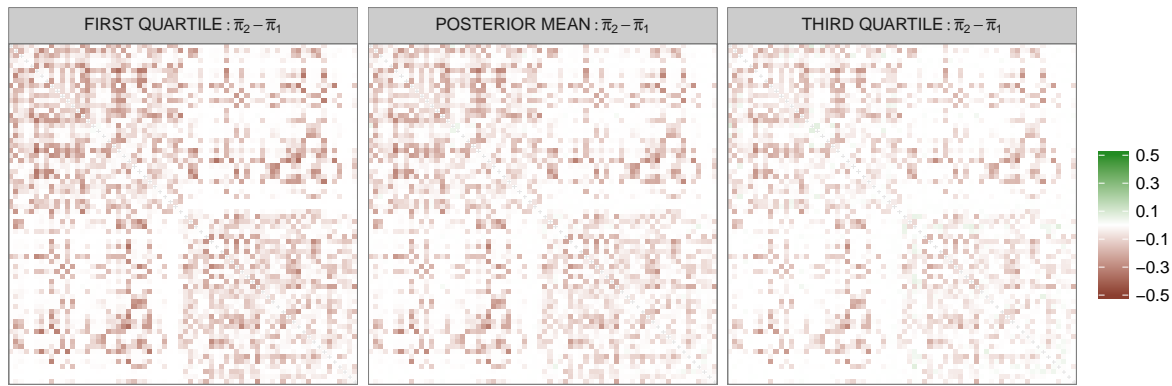 FIRST QUARTILE : π̅₂ − π̅₁
POSTERIOR MEAN : π̅₂ − π̅₁
THIRD QUARTILE : π̅₂ − π̅₁
0.5
0.3
0.1
−0.1
−0.3
−0.5